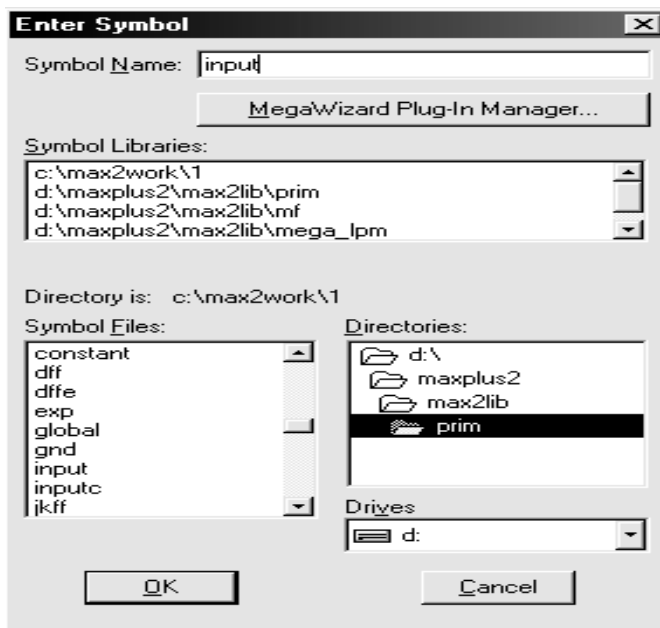 Enter Symbol
Symbol Name: input
MegaWizard Plug-In Manager...
Symbol Libraries:
c:\max2work\1
d:\maxplus2\max2lib\prim
d:\maxplus2\max2lib\mf
d:\maxplus2\max2lib\mega_lpm
Directory is: c:\max2work\1
Symbol Files:
constant
dff
dffe
exp
global
gnd
input
inputc
jkff
Directories:
d:\
maxplus2
max2lib
prim
Drives
d:
OK
Cancel